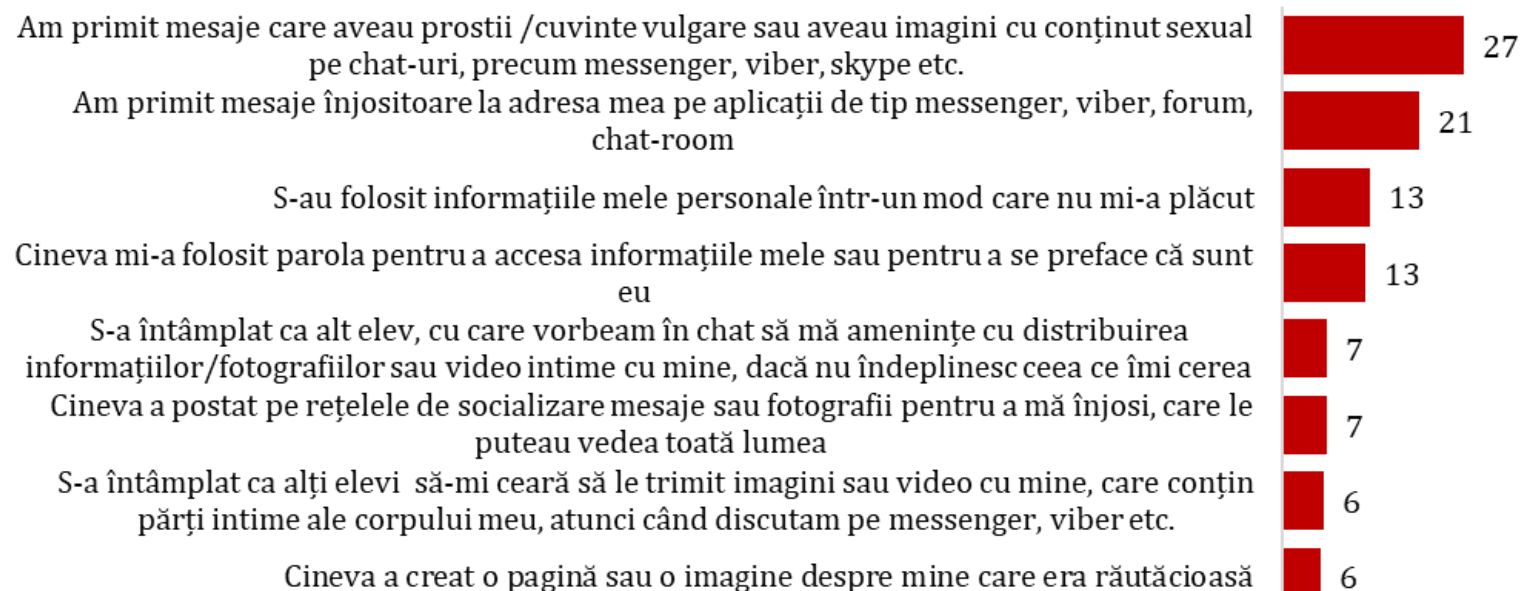 Am primit mesaje care aveau prostii /cuvinte vulgare sau aveau imagini cu conținut sexual
pe chat-uri, precum messenger, viber, skype etc.
27
Am primit mesaje înjositoare la adresa mea pe aplicații de tip messenger, viber, forum,
chat-room
21
S-au folosit informațiile mele personale într-un mod care nu mi-a plăcut
13
Cineva mi-a folosit parola pentru a accesa informațiile mele sau pentru a se preface că sunt
eu
13
S-a întâmplat ca alt elev, cu care vorbeam în chat să mă amenințe cu distribuirea
informațiilor/fotografiilor sau video intime cu mine, dacă nu îndeplinesc ceea ce îmi cerea
7
Cineva a postat pe rețelele de socializare mesaje sau fotografii pentru a mă înjosi, care le
puteau vedea toată lumea
7
S-a întâmplat ca alți elevi să-mi ceară să le trimit imagini sau video cu mine, care conțin
părți intime ale corpului meu, atunci când discutam pe messenger, viber etc.
6
Cineva a creat o pagină sau o imagine despre mine care era răutăcioasă
6